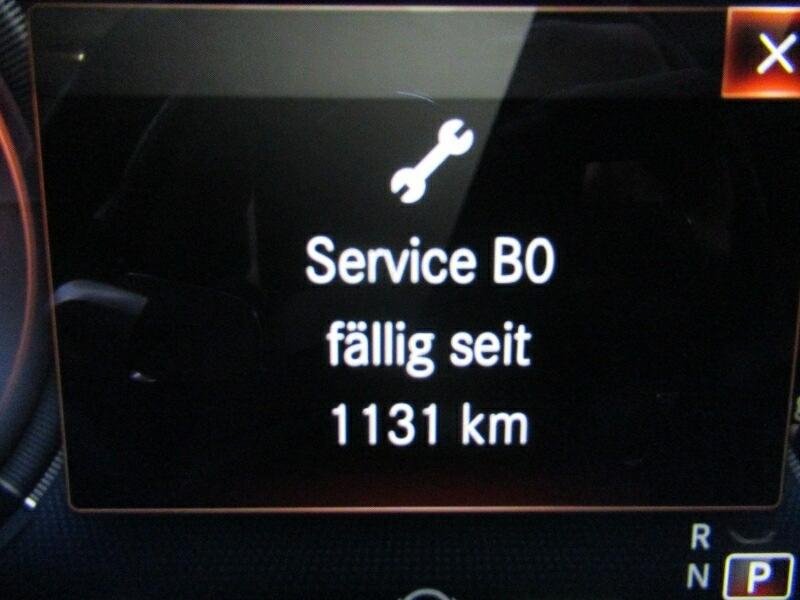 Service B0
fällig seit
1131 km
R
N
P